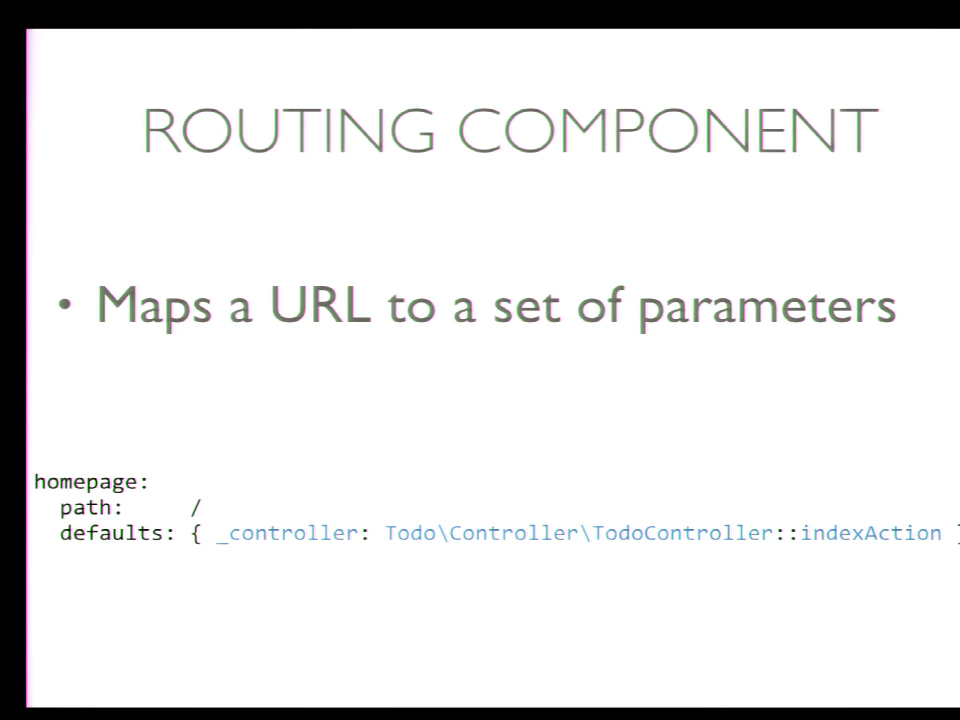 ROUTING COMPONENT
• Maps a URL to a set of parameters
homepage:
  path:      /
  defaults: { _controller: Todo\Controller\TodoController::indexAction }